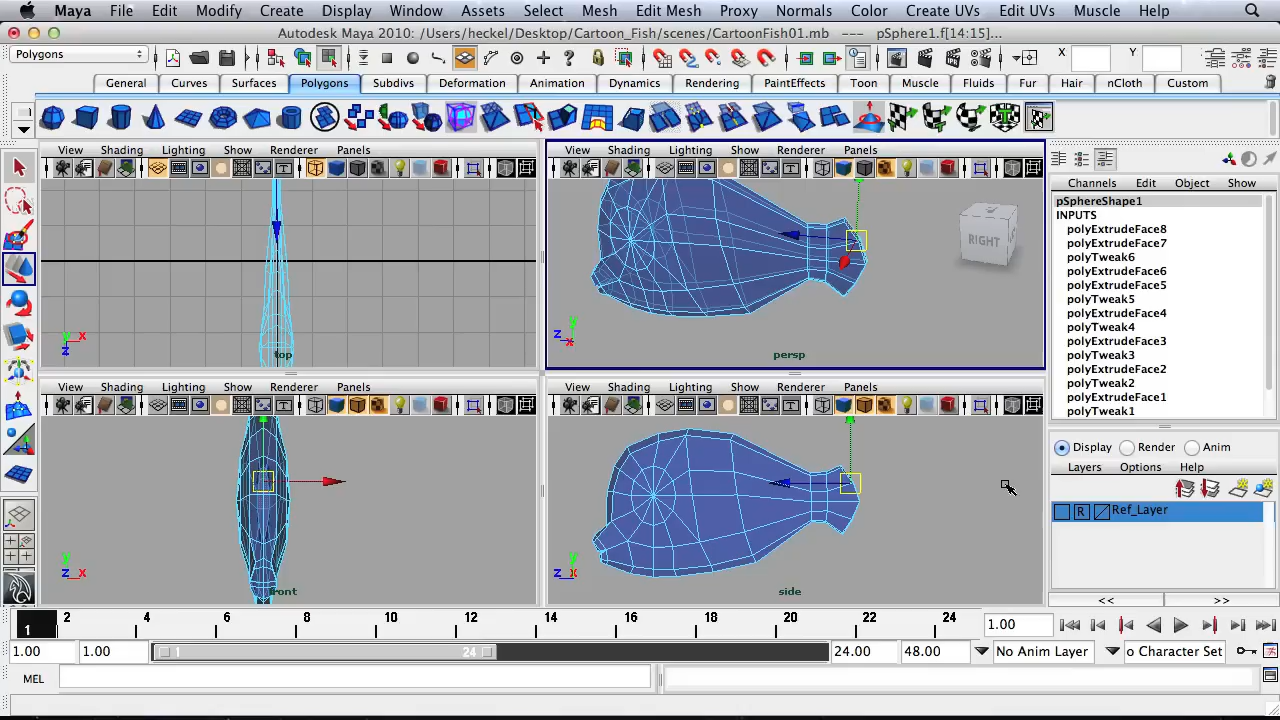 Maya File Edit Modify Create Display Window Assets Select Mesh Edit Mesh Proxy Normals Color Create UVs Edit UVs Muscle Help
Autodesk Maya 2010: /Users/heckel/Desktop/Cartoon_Fish/scenes/CartoonFish01.mb --- pSphere1.f[14:15]...
Polygons X Y
General Curves Surfaces Polygons Subdivs Deformation Animation Dynamics Rendering PaintEffects Toon Muscle Fluids Fur Hair nCloth Custom
View Shading Lighting Show Renderer Panels
View Shading Lighting Show Renderer Panels
Channels Edit Object Show
pSphereShape1
INPUTS
polyExtrudeFace8
polyExtrudeFace7
polyTweak6
polyExtrudeFace6
polyExtrudeFace5
polyTweak5
polyExtrudeFace4
polyTweak4
polyExtrudeFace3
polyTweak3
polyExtrudeFace2
polyTweak2
polyExtrudeFace1
polyTweak1
RIGHT
y x z
top
y z x
persp
View Shading Lighting Show Renderer Panels
View Shading Lighting Show Renderer Panels
y z x
front
y z x
side
Display Render Anim
Layers Options Help
R Ref_Layer
<< >>
1 2 4 6 8 10 12 14 16 18 20 22 24 1.00
1.00 1.00 1 24 24.00 48.00 No Anim Layer o Character Set
MEL